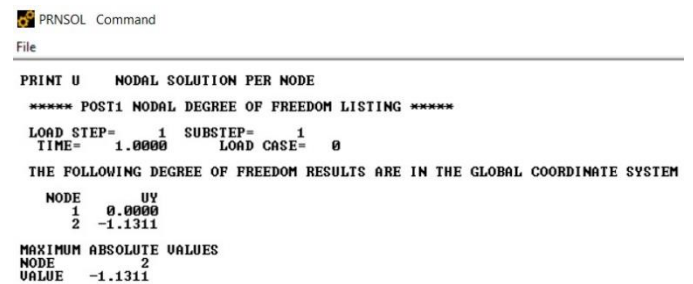 PRNSOL Command
File
PRINT U NODAL SOLUTION PER NODE
***** POST1 NODAL DEGREE OF FREEDOM LISTING *****
LOAD STEP= 1 SUBSTEP= 1
TIME= 1.0000 LOAD CASE= 0
THE FOLLOWING DEGREE OF FREEDOM RESULTS ARE IN THE GLOBAL COORDINATE SYSTEM
NODE UY
1 0.0000
2 -1.1311
MAXIMUM ABSOLUTE VALUES
NODE 2
VALUE -1.1311